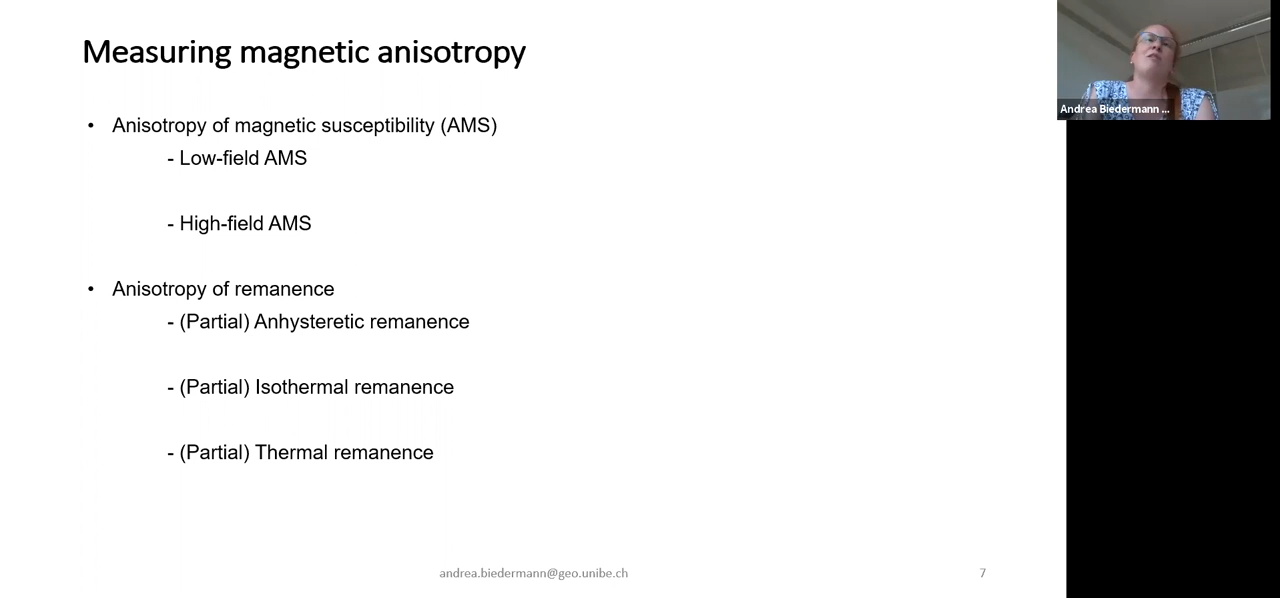 Measuring magnetic anisotropy
• Anisotropy of magnetic susceptibility (AMS)
- Low-field AMS
- High-field AMS
• Anisotropy of remanence
- (Partial) Anhysteretic remanence
- (Partial) Isothermal remanence
- (Partial) Thermal remanence
andrea.biedermann@geo.unibe.ch
7
Andrea Biedermann ...